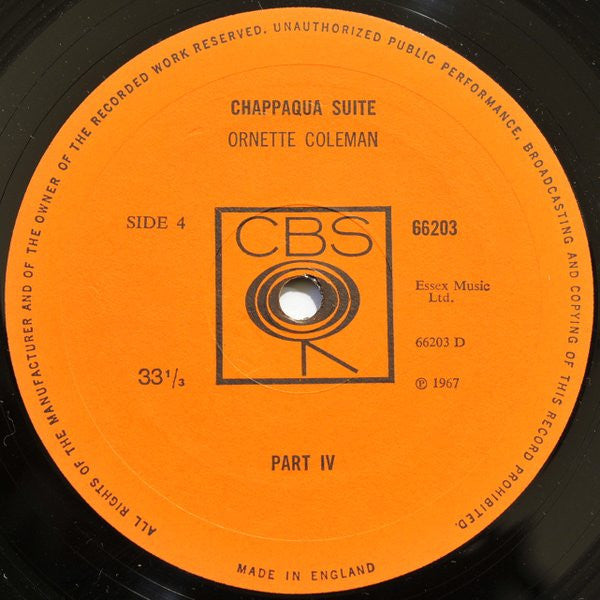 ALL RIGHTS OF THE MANUFACTURER AND OF THE OWNER OF THE RECORDED WORK RESERVED. UNAUTHORIZED PUBLIC PERFORMANCE, BROADCASTING AND COPYING OF THIS RECORD PROHIBITED.
CHAPPAQUA SUITE
ORNETTE COLEMAN
SIDE 4
CBS
66203
Essex Music
Ltd.
66203 D
33 1/3
℗ 1967
PART IV
MADE IN ENGLAND